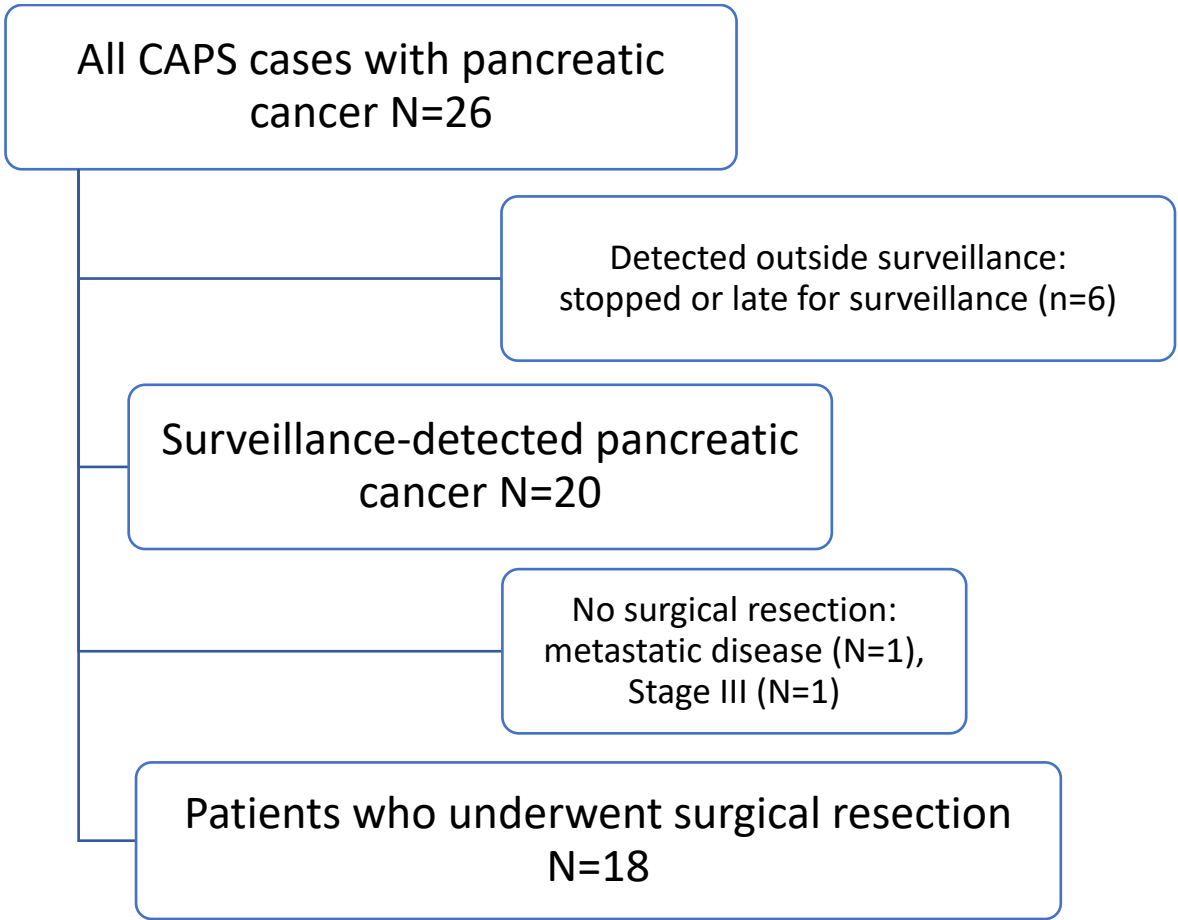 All CAPS cases with pancreatic
cancer N=26
Detected outside surveillance:
stopped or late for surveillance (n=6)
Surveillance-detected pancreatic
cancer N=20
No surgical resection:
metastatic disease (N=1),
Stage III (N=1)
Patients who underwent surgical resection
N=18